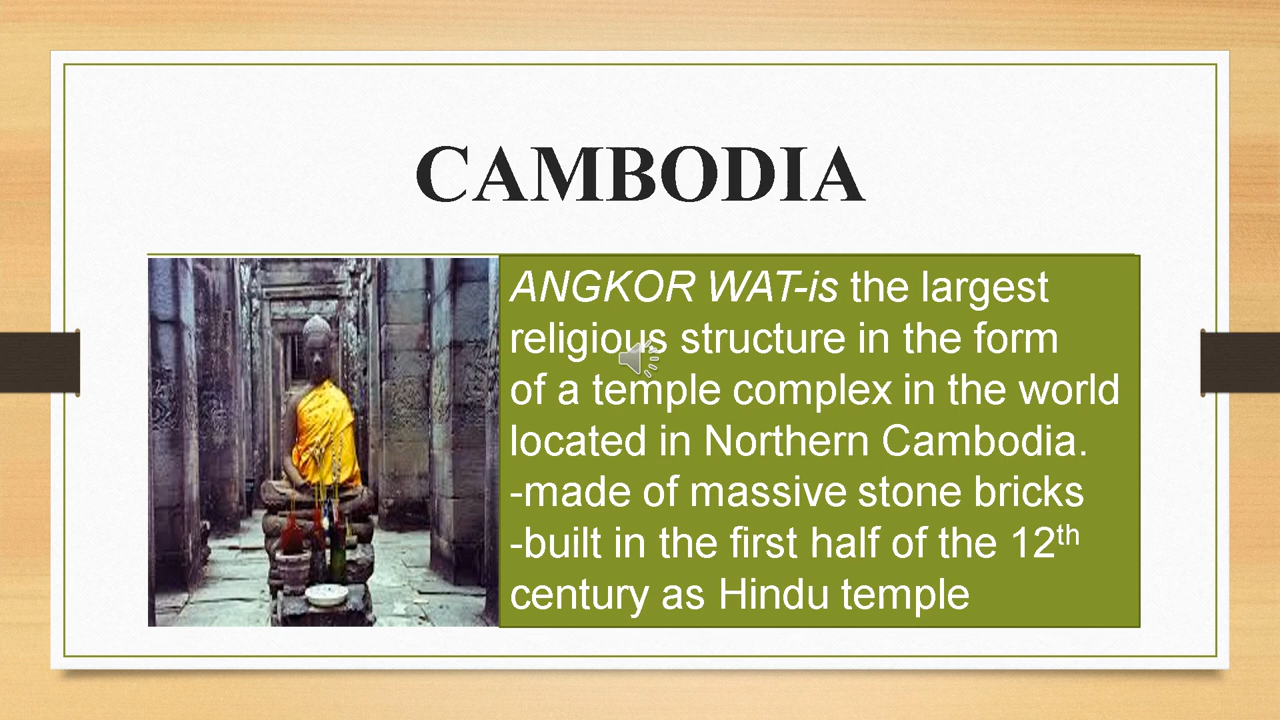 CAMBODIA
ANGKOR WAT-is the largest
religious structure in the form
of a temple complex in the world
located in Northern Cambodia.
-made of massive stone bricks
-built in the first half of the 12th
century as Hindu temple